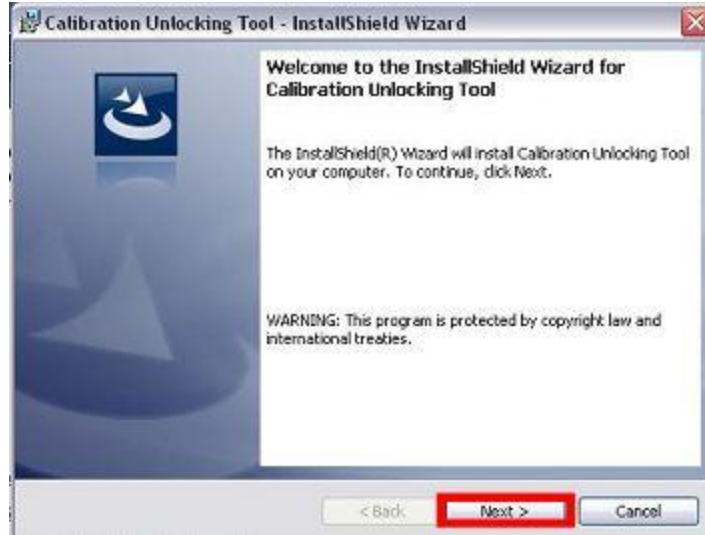 Calibration Unlocking Tool - InstallShield Wizard
Welcome to the InstallShield Wizard for
Calibration Unlocking Tool
The InstallShield(R) Wizard will install Calibration Unlocking Tool
on your computer. To continue, click Next.
WARNING: This program is protected by copyright law and
international treaties.
< Back Next > Cancel